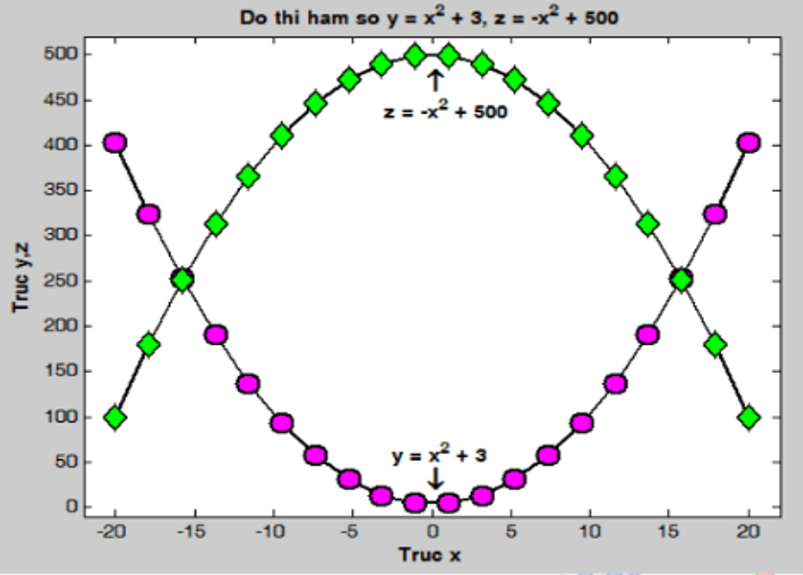 Do thi ham so y = x² + 3, z = -x² + 500
500
450
400
350
300
250
200
150
100
50
0
Truc y,z
↑
z = -x² + 500
y = x² + 3
↓
-20 -15 -10 -5 0 5 10 15 20
Truc x